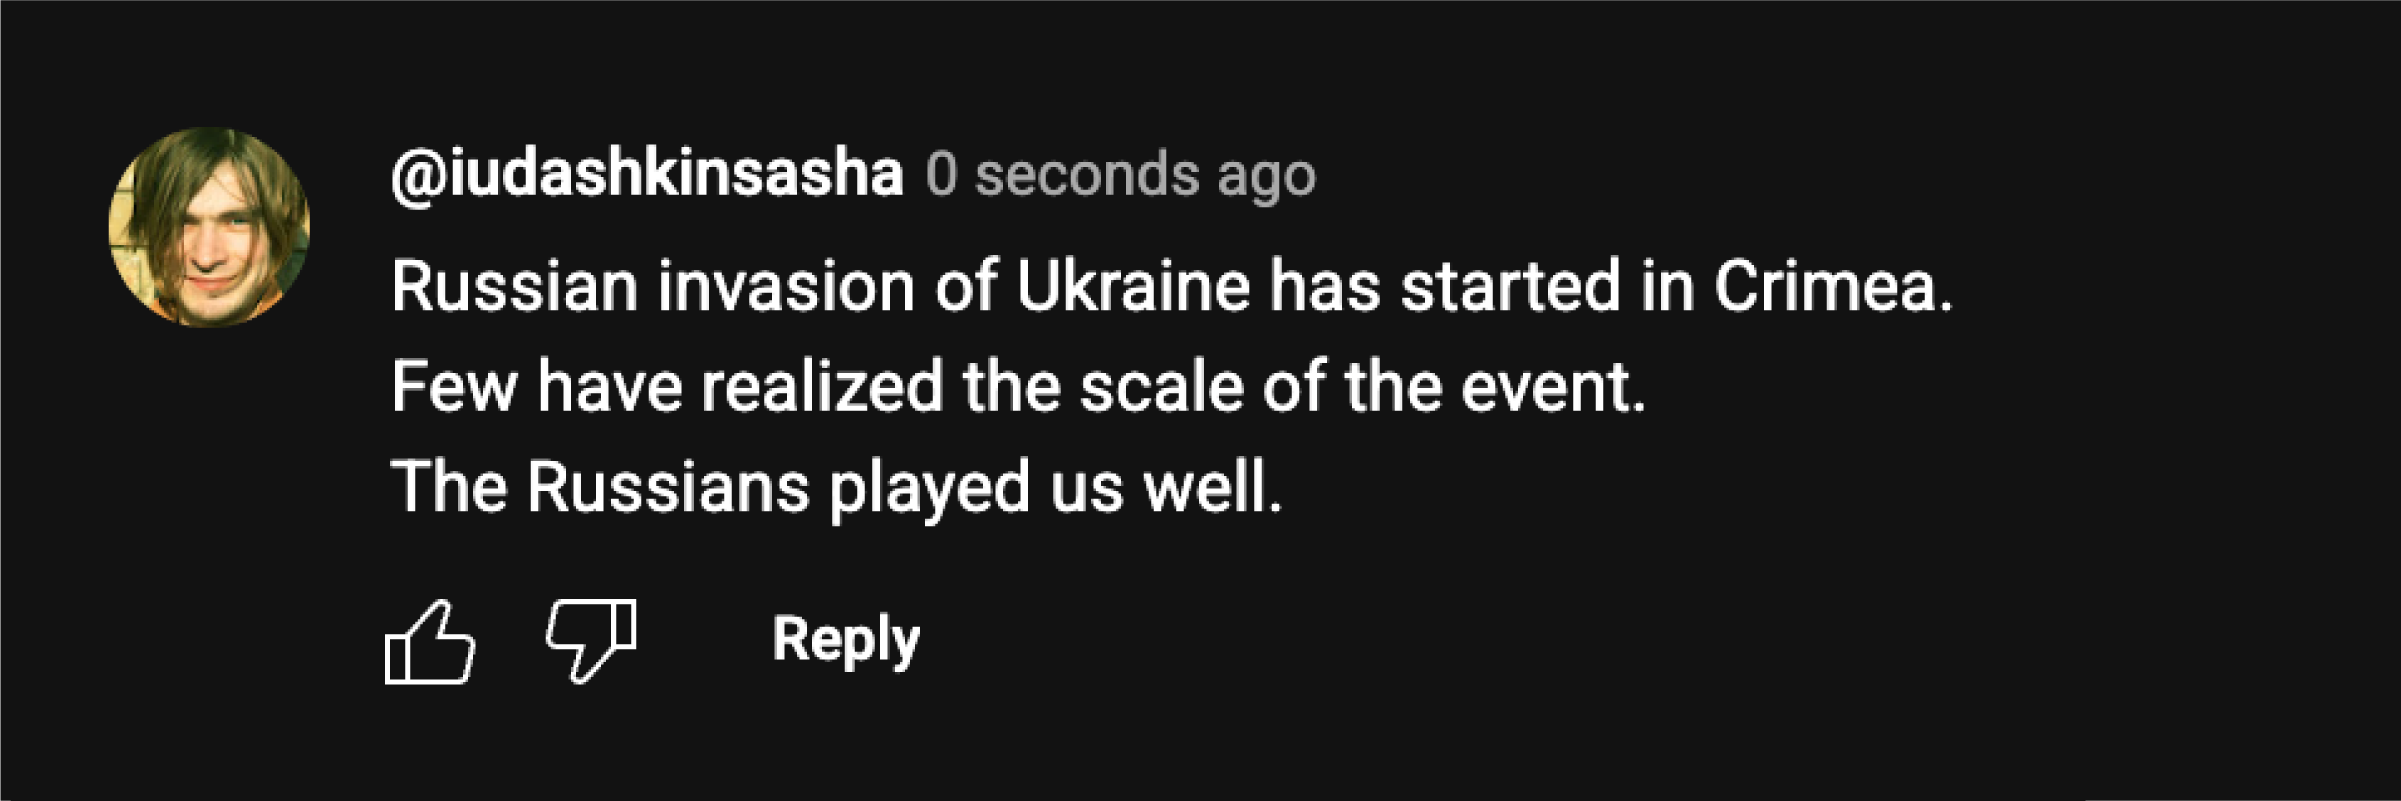 @iudashkinsasha 0 seconds ago
Russian invasion of Ukraine has started in Crimea.
Few have realized the scale of the event.
The Russians played us well.
Reply